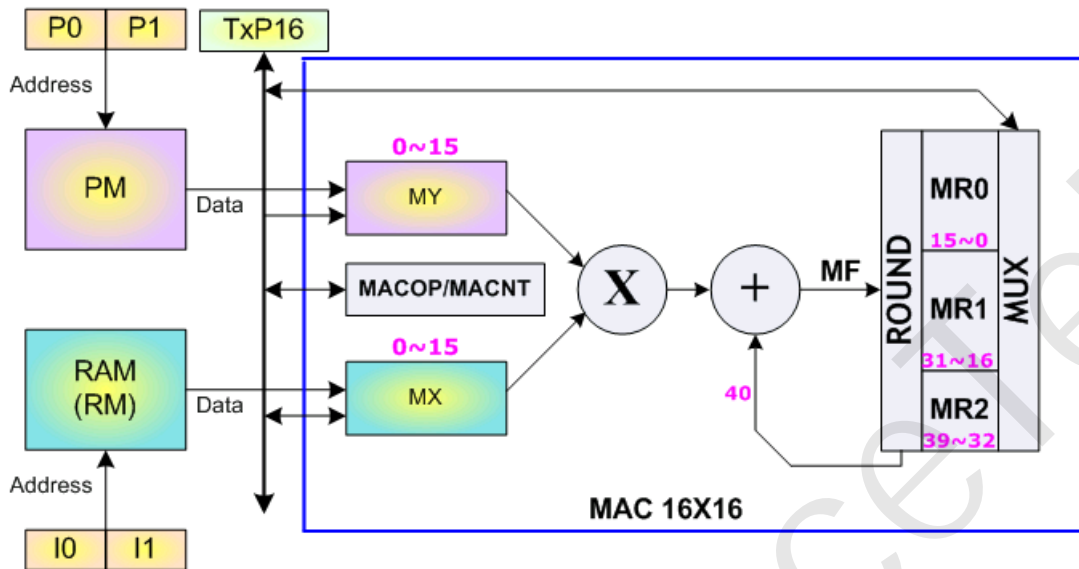 P0 P1
TxP16
Address
PM
Data
0~15
MY
MACOP/MACNT
0~15
RAM
(RM)
Data
MX
Address
I0 I1
X
+
MF
40
ROUND
MR0
15~0
MR1
31~16
MR2
39~32
MUX
MAC 16X16